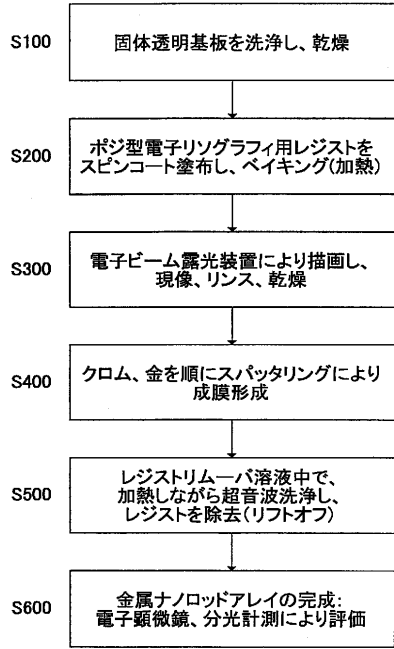 S100
固体透明基板を洗浄し、乾燥
S200
ポジ型電子リソグラフィ用レジストを
スピンコート塗布し、ベイキング(加熱)
S300
電子ビーム露光装置により描画し、
現像、リンス、乾燥
S400
クロム、金を順にスパッタリングにより
成膜形成
S500
レジストリムーバ溶液中で、
加熱しながら超音波洗浄し、
レジストを除去(リフトオフ)
S600
金属ナノロッドアレイの完成:
電子顕微鏡、分光計測により評価